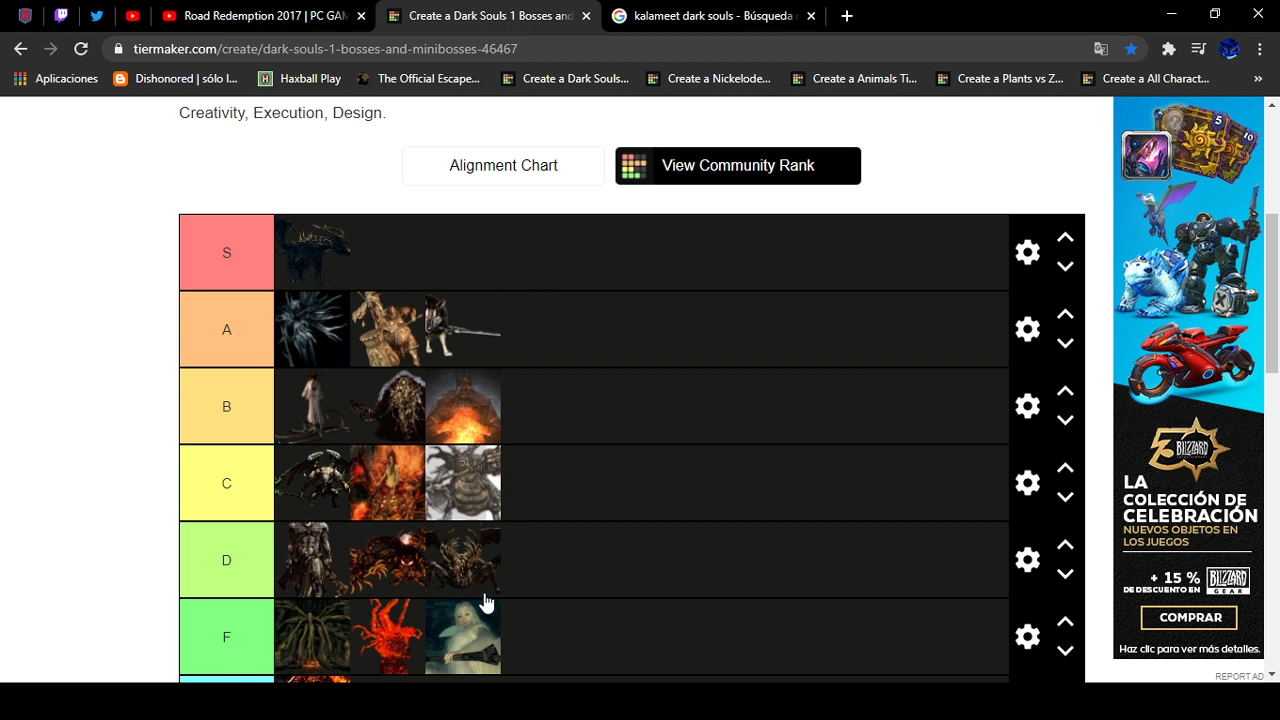 Road Redemption 2017 | PC GAM
Create a Dark Souls 1 Bosses and
kalameet dark souls - Búsqueda
tiermaker.com/create/dark-souls-1-bosses-and-minibosses-46467
Aplicaciones
Dishonored | sólo l...
Haxball Play
The Official Escape...
Create a Dark Souls...
Create a Nickelode...
Create a Animals Ti...
Create a Plants vs Z...
Create a All Charact...
»
Creativity, Execution, Design.
Alignment Chart
View Community Rank
S
A
B
C
D
F
5
10
BLIZZARD
ENTERTAINMENT
LA
COLECCIÓN DE
CELEBRACIÓN
NUEVOS OBJETOS EN
LOS JUEGOS
+ 15 %
DE DESCUENTO EN
BLIZZARD
GEAR
COMPRAR
Haz clic para ver más detalles.
REPORT AD